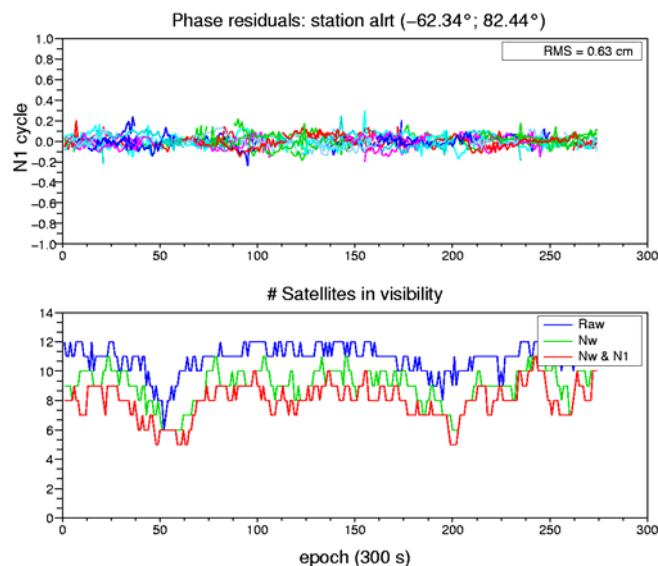 Phase residuals: station alrt (−62.34°; 82.44°)
RMS = 0.63 cm
N1 cycle
1.0
0.8
0.6
0.4
0.2
0.0
−0.2
−0.4
−0.6
−0.8
−1.0
0 50 100 150 200 250 300
# Satellites in visibility
Raw
Nw
Nw & N1
14
12
10
8
6
4
2
0
0 50 100 150 200 250 300
epoch (300 s)